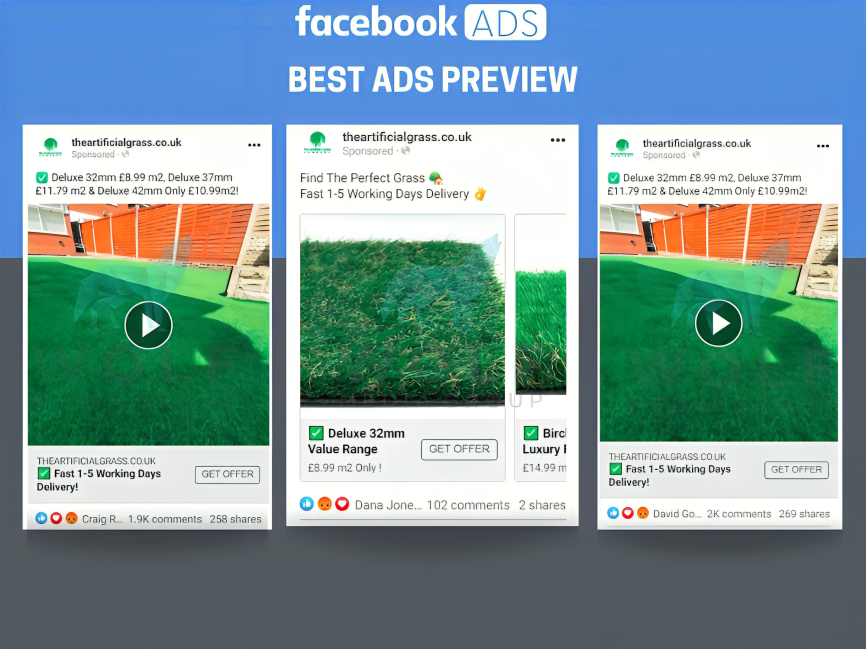 facebook ADS
BEST ADS PREVIEW
theartificialgrass.co.uk
Sponsored ·
✅ Deluxe 32mm £8.99 m2, Deluxe 37mm
£11.79 m2 & Deluxe 42mm Only £10.99m2!
THEARTIFICIALGRASS.CO.UK
✅ Fast 1-5 Working Days
Delivery!
GET OFFER
Craig R... 1.9K comments 258 shares
theartificialgrass.co.uk
Sponsored ·
Find The Perfect Grass 🏡
Fast 1-5 Working Days Delivery 👌
✅ Deluxe 32mm
Value Range
£8.99 m2 Only !
GET OFFER
✅ Bircl
Luxury F
£14.99 m
UP
Dana Jone... 102 comments 2 shares
theartificialgrass.co.uk
Sponsored ·
✅ Deluxe 32mm £8.99 m2, Deluxe 37mm
£11.79 m2 & Deluxe 42mm Only £10.99m2!
THEARTIFICIALGRASS.CO.UK
✅ Fast 1-5 Working Days
Delivery!
GET OFFER
David Go... 2K comments 269 shares